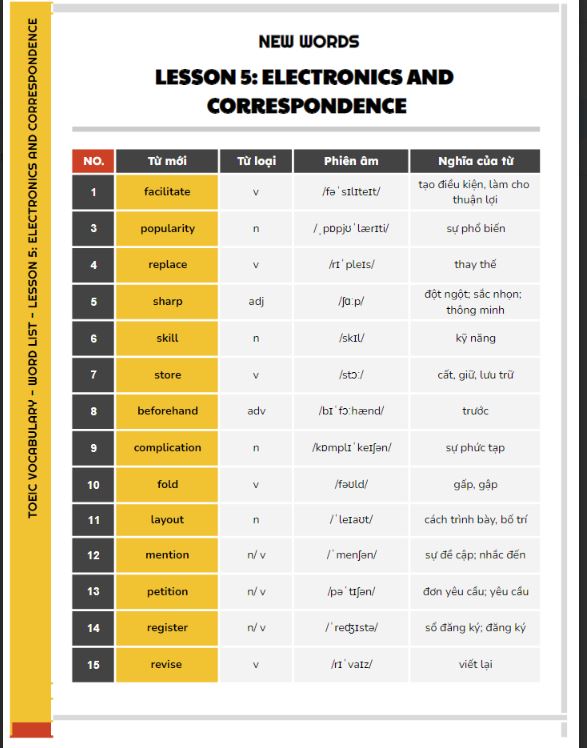 TOEIC VOCABULARY - WORD LIST - LESSON 5: ELECTRONICS AND CORRESPONDENCE
NEW WORDS
LESSON 5: ELECTRONICS AND
CORRESPONDENCE
NO. Từ mới Từ loại Phiên âm Nghĩa của từ
1 facilitate v /fəˈsɪlɪteɪt/ tạo điều kiện, làm cho
thuận lợi
3 popularity n /ˌpɒpjʊˈlærɪti/ sự phổ biến
4 replace v /rɪˈpleɪs/ thay thế
5 sharp adj /ʃɑːp/ đột ngột; sắc nhọn;
thông minh
6 skill n /skɪl/ kỹ năng
7 store v /stɔː/ cất, giữ, lưu trữ
8 beforehand adv /bɪˈfɔːhænd/ trước
9 complication n /kɒmplɪˈkeɪʃən/ sự phức tạp
10 fold v /fəʊld/ gấp, gập
11 layout n /ˈleɪaʊt/ cách trình bày, bố trí
12 mention n/ v /ˈmenʃən/ sự đề cập; nhắc đến
13 petition n/ v /pəˈtɪʃən/ đơn yêu cầu; yêu cầu
14 register n/ v /ˈredʒɪstə/ sổ đăng ký; đăng ký
15 revise v /rɪˈvaɪz/ viết lại